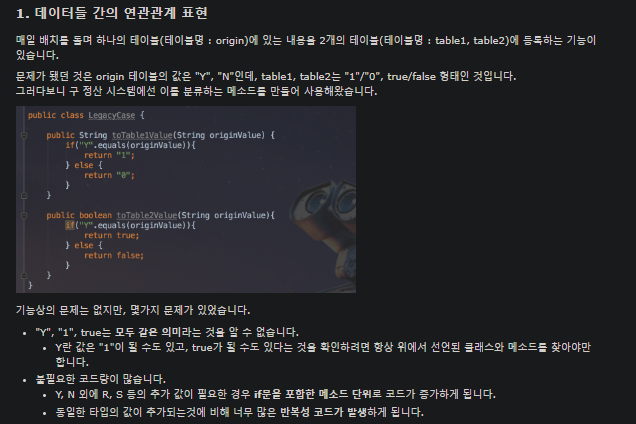 1. 데이터들 간의 연관관계 표현
매일 배치를 돌며 하나의 테이블(테이블명 : origin)에 있는 내용을 2개의 테이블(테이블명 : table1, table2)에 등록하는 기능이
있습니다.
문제가 됐던 것은 origin 테이블의 값은 "Y", "N"인데, table1, table2는 "1"/"0", true/false 형태인 것입니다.
그러다보니 구 정산 시스템에선 이를 분류하는 메소드를 만들어 사용해왔습니다.
public class LegacyCase {
public String toTable1Value(String originValue) {
if("Y".equals(originValue)){
return "1";
} else {
return "0";
}
}
public boolean toTable2Value(String originValue){
if("Y".equals(originValue)){
return true;
} else {
return false;
}
}
}
기능상의 문제는 없지만, 몇가지 문제가 있었습니다.
• "Y", "1", true는 모두 같은 의미라는 것을 알 수 없습니다.
• Y란 값은 "1"이 될 수도 있고, true가 될 수도 있다는 것을 확인하려면 항상 위에서 선언된 클래스와 메소드를 찾아야만
합니다.
• 불필요한 코드량이 많습니다.
• Y, N 외에 R, S 등의 추가 값이 필요한 경우 if문을 포함한 메소드 단위로 코드가 증가하게 됩니다.
• 동일한 타입의 값이 추가되는것에 비해 너무 많은 반복성 코드가 발생하게 됩니다.